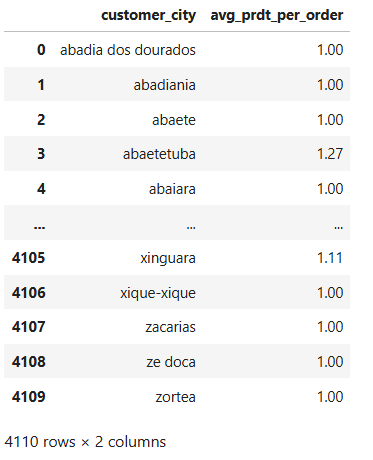 customer_city avg_prdt_per_order
0 abadia dos dourados 1.00
1 abadiania 1.00
2 abaete 1.00
3 abaetetuba 1.27
4 abaiara 1.00
... ... ...
4105 xinguara 1.11
4106 xique-xique 1.00
4107 zacarias 1.00
4108 ze doca 1.00
4109 zortea 1.00
4110 rows × 2 columns